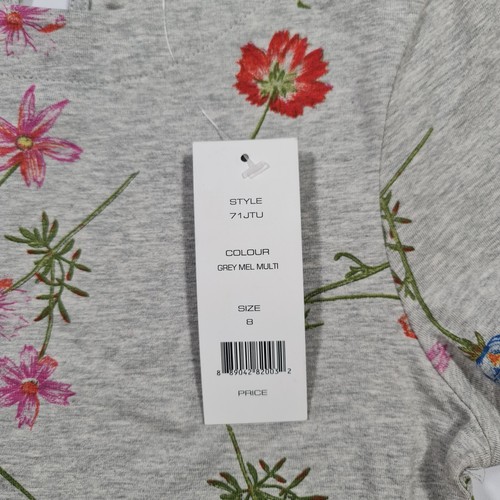 STYLE
71JTU
COLOUR
GREY MEL MULTI
SIZE
8
8 89042 82003 2
PRICE